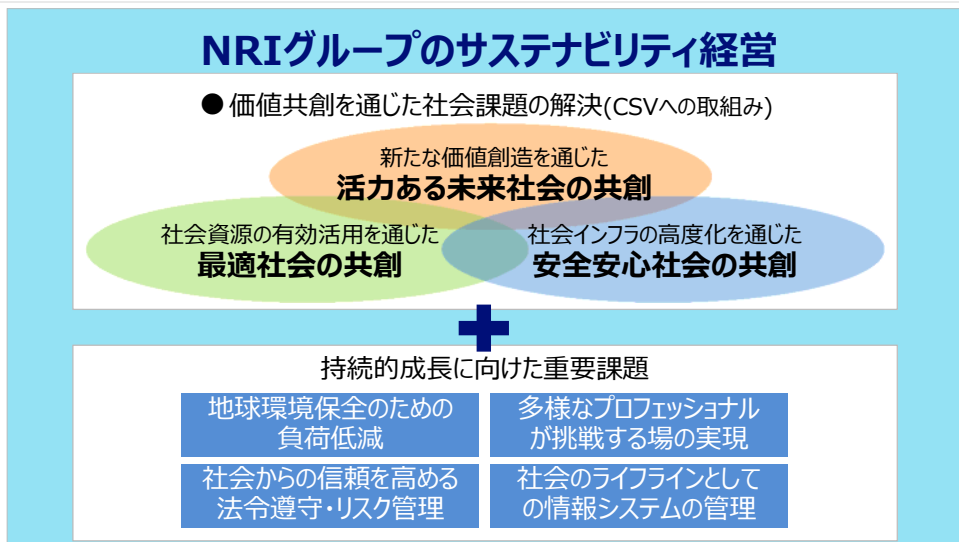 NRIグループのサステナビリティ経営
●価値共創を通じた社会課題の解決(CSVへの取組み)
新たな価値創造を通じた
活力ある未来社会の共創
社会資源の有効活用を通じた
最適社会の共創
社会インフラの高度化を通じた
安全安心社会の共創
持続的成長に向けた重要課題
地球環境保全のための
負荷低減
多様なプロフェッショナル
が挑戦する場の実現
社会からの信頼を高める
法令遵守・リスク管理
社会のライフラインとして
の情報システムの管理